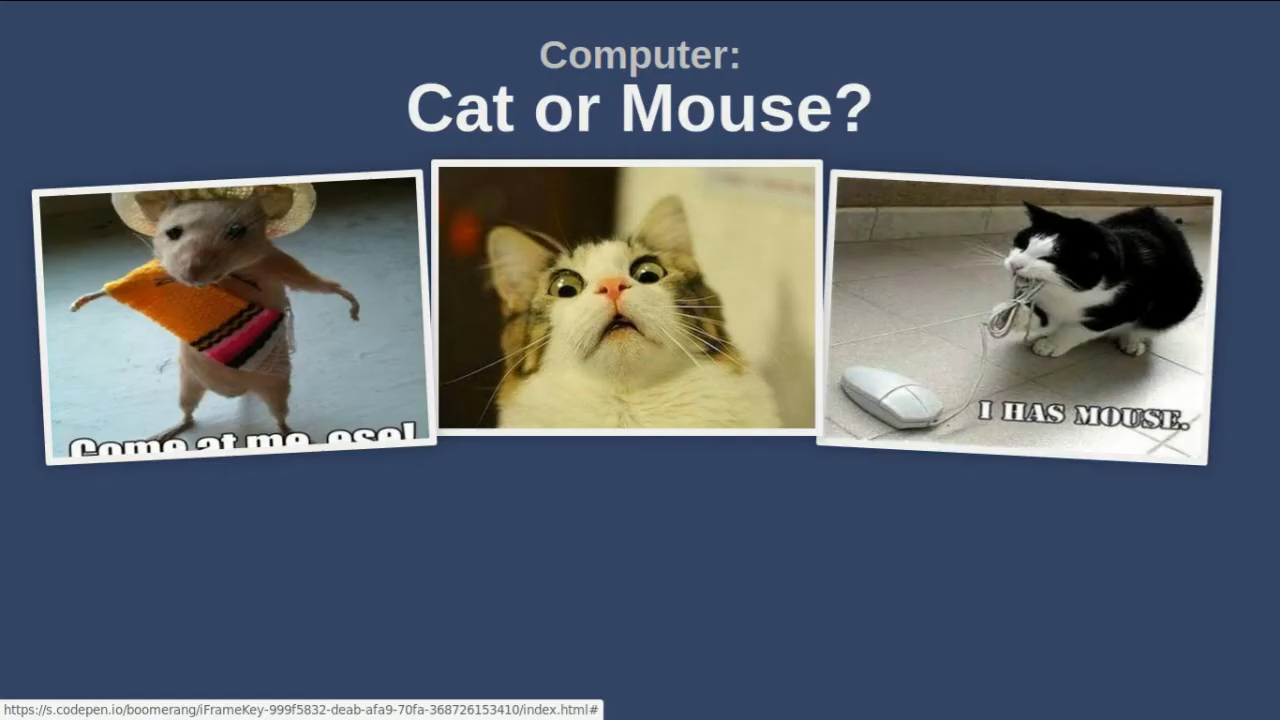 Computer:
Cat or Mouse?
Come at me, ese!
I HAS MOUSE.
https://s.codepen.io/boomerang/iFrameKey-999f5832-deab-afa9-70fa-368726153410/index.html#